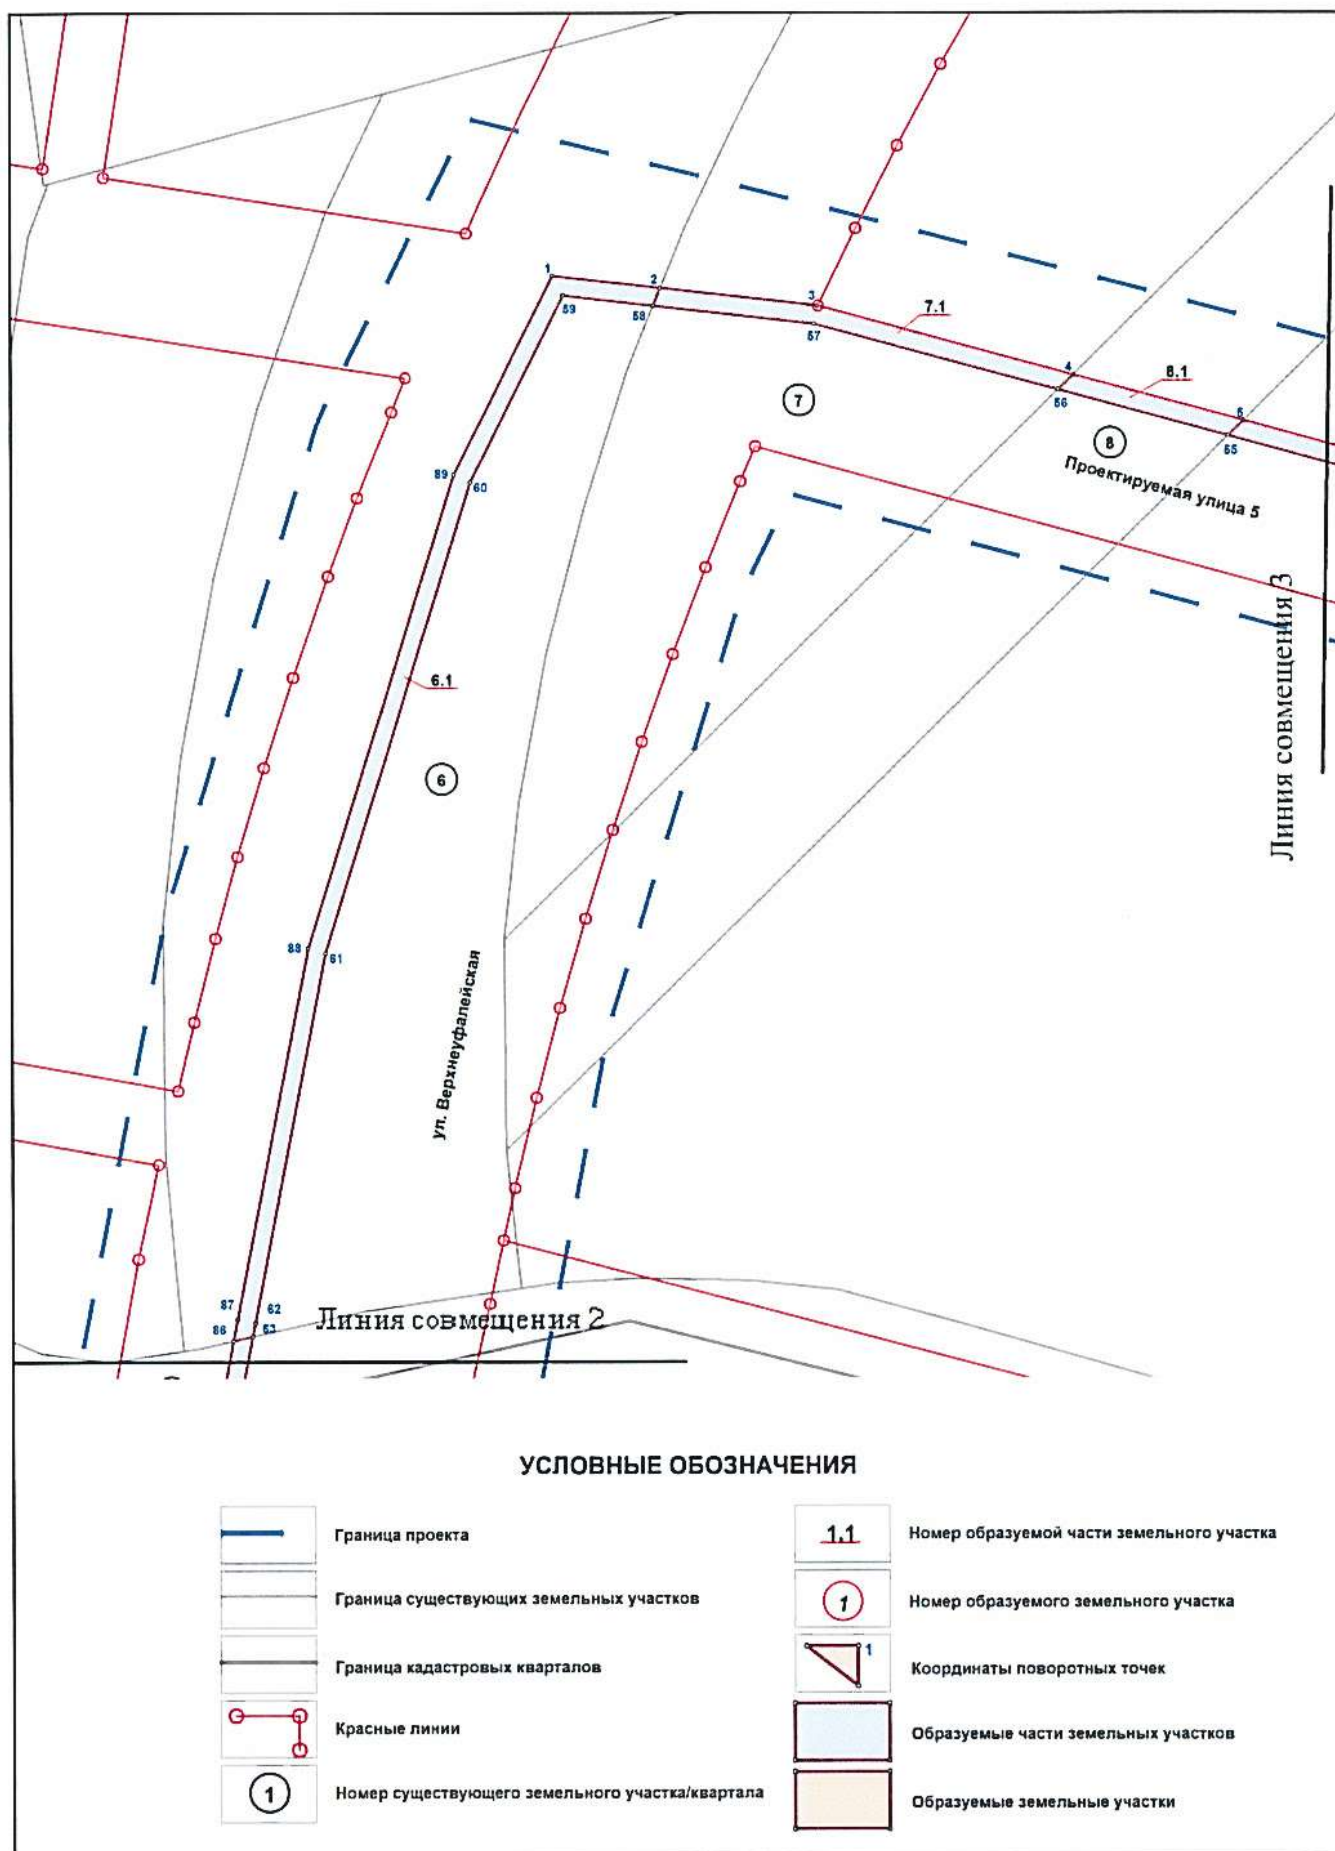 1
2
59
58
3
57
7.1
4
8.1
56
5
55
7
8
Проектируемая улица 5
89
60
Линия совмещения 3
6.1
6
88
61
ул. Верхнеуфалейская
87
62
86
63
Линия совмещения 2
УСЛОВНЫЕ ОБОЗНАЧЕНИЯ
Граница проекта
Граница существующих земельных участков
Граница кадастровых кварталов
Красные линии
1
Номер существующего земельного участка/квартала
1.1
Номер образуемой части земельного участка
1
Номер образуемого земельного участка
1
Координаты поворотных точек
Образуемые части земельных участков
Образуемые земельные участки